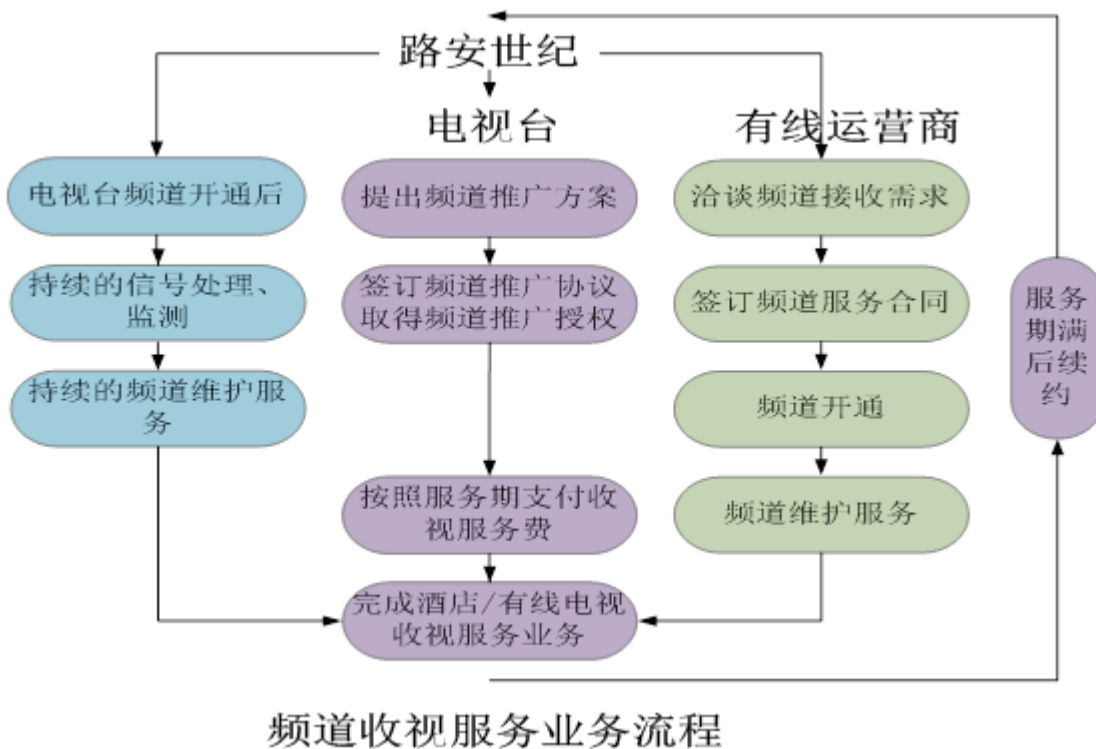 路安世纪
电视台
有线运营商
电视台频道开通后
提出频道推广方案
洽谈频道接收需求
持续的信号处理、
监测
签订频道推广协议
取得频道推广授权
签订频道服务合同
服务
期满
后续
约
持续的频道维护服
务
频道开通
按照服务期支付收
视服务费
频道维护服务
完成酒店/有线电视
收视服务业务
频道收视服务业务流程